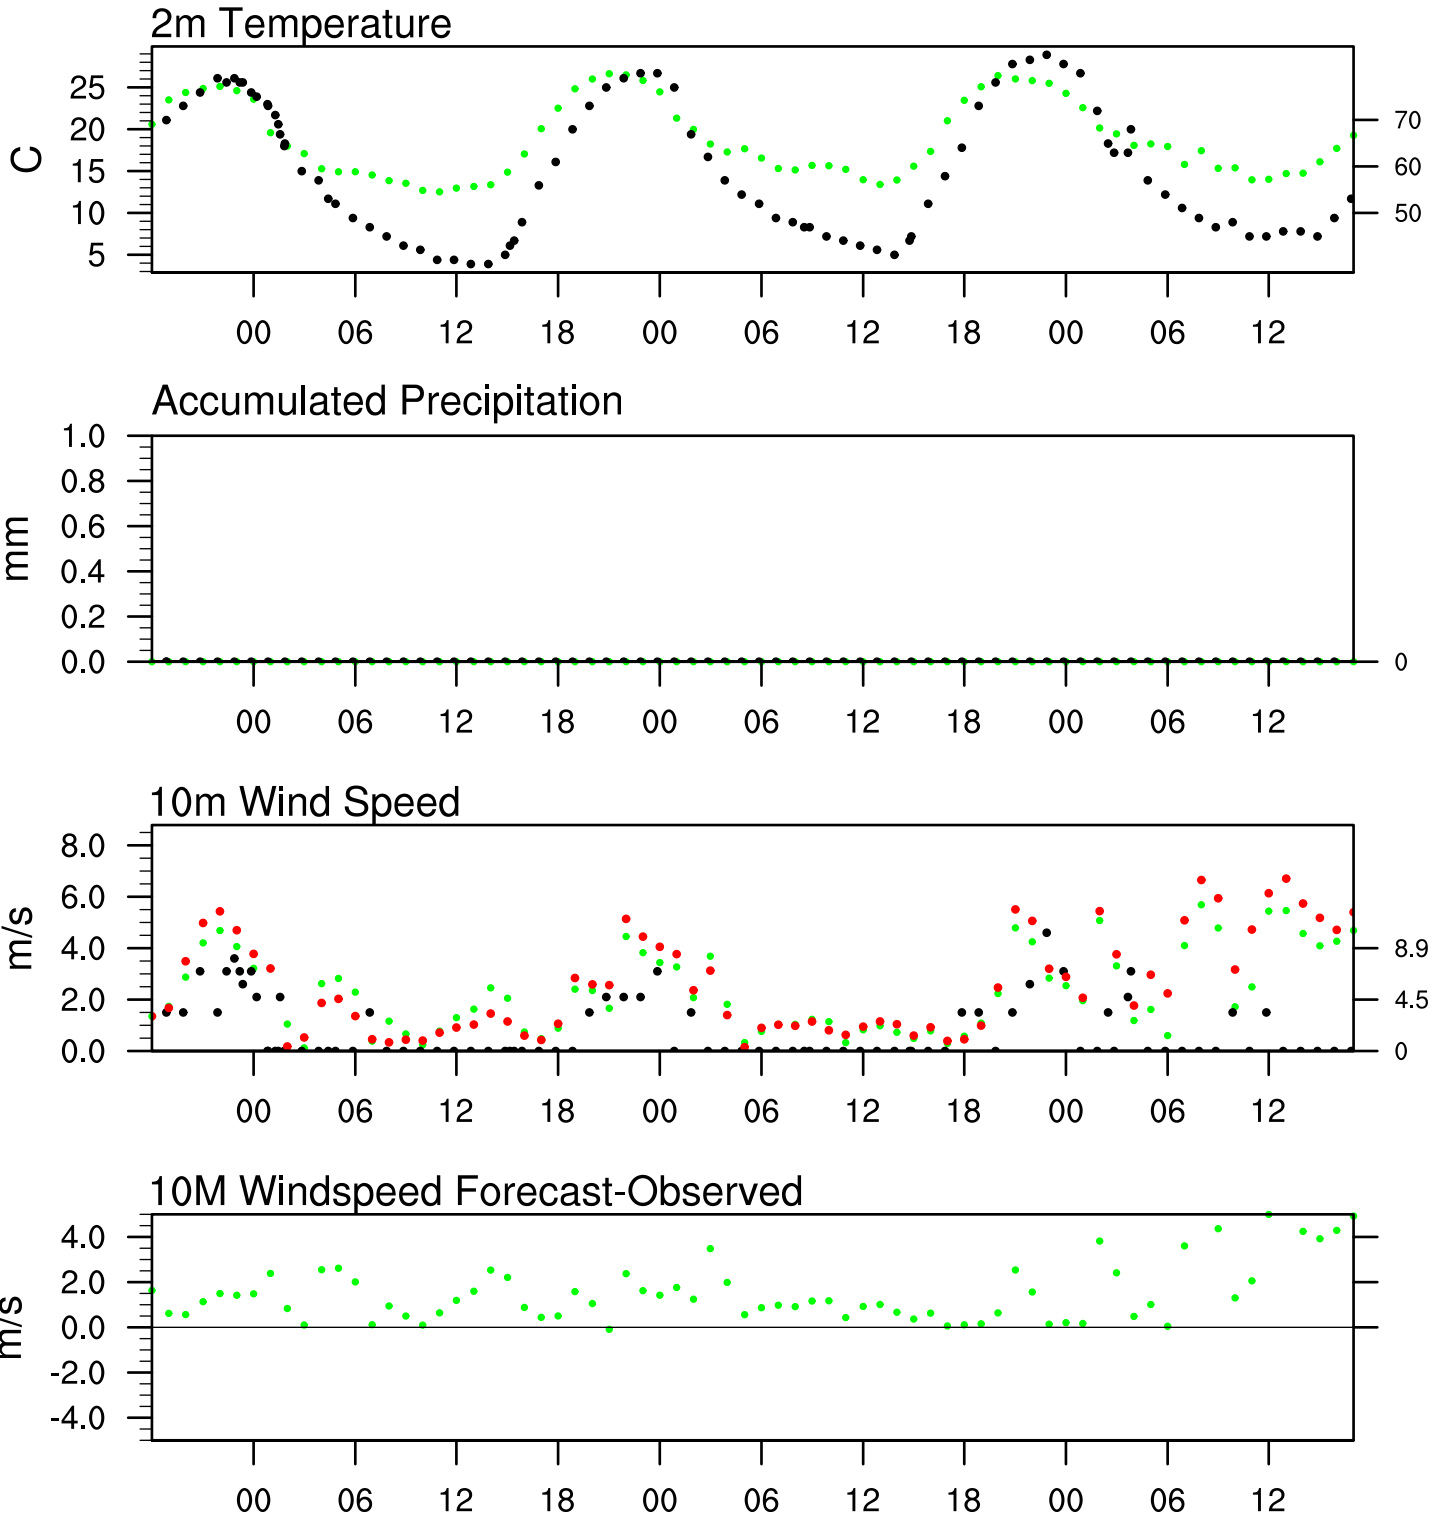 2m Temperature
25
20
15
10
5
C
70
60
50
00 06 12 18 00 06 12 18 00 06 12
Accumulated Precipitation
1.0
0.8
0.6
0.4
0.2
0.0
mm
0
00 06 12 18 00 06 12 18 00 06 12
10m Wind Speed
8.0
6.0
4.0
2.0
0.0
m/s
8.9
4.5
0
00 06 12 18 00 06 12 18 00 06 12
10M Windspeed Forecast-Observed
4.0
2.0
0.0
-2.0
-4.0
m/s
00 06 12 18 00 06 12 18 00 06 12